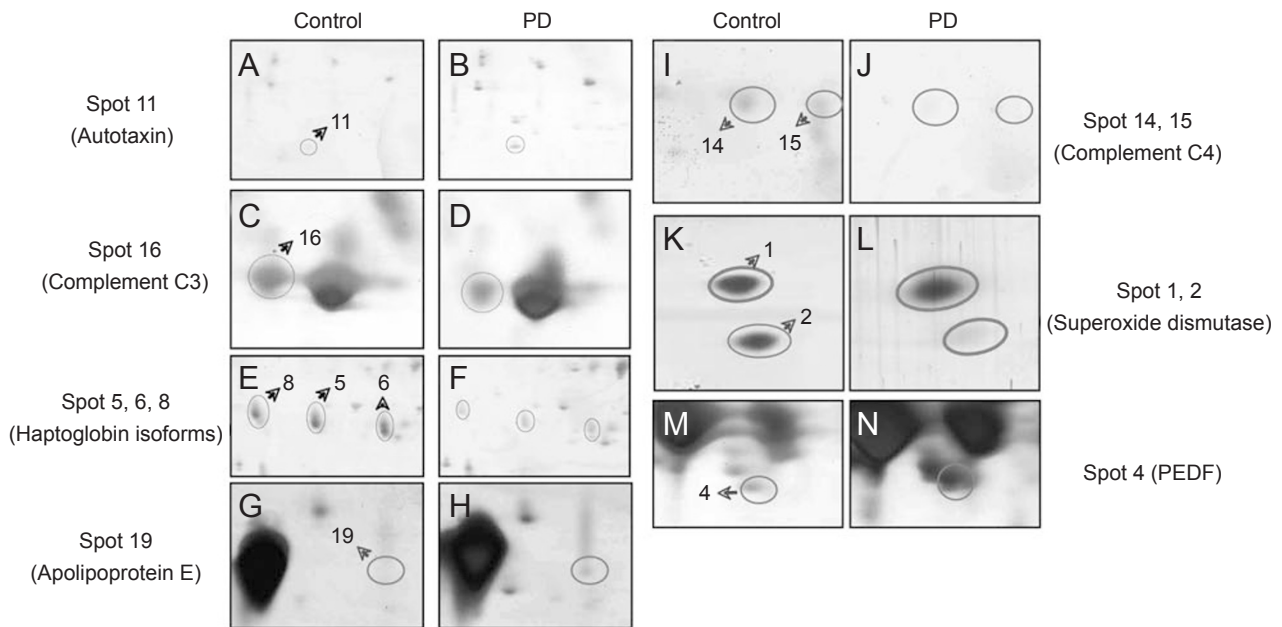 Control
PD
Control
PD
Spot 11
(Autotaxin)
A
11
B
Spot 16
(Complement C3)
C
16
D
Spot 5, 6, 8
(Haptoglobin isoforms)
E
8
5
6
F
Spot 19
(Apolipoprotein E)
G
19
H
I
14
15
J
Spot 14, 15
(Complement C4)
K
1
2
L
Spot 1, 2
(Superoxide dismutase)
M
4
N
Spot 4 (PEDF)